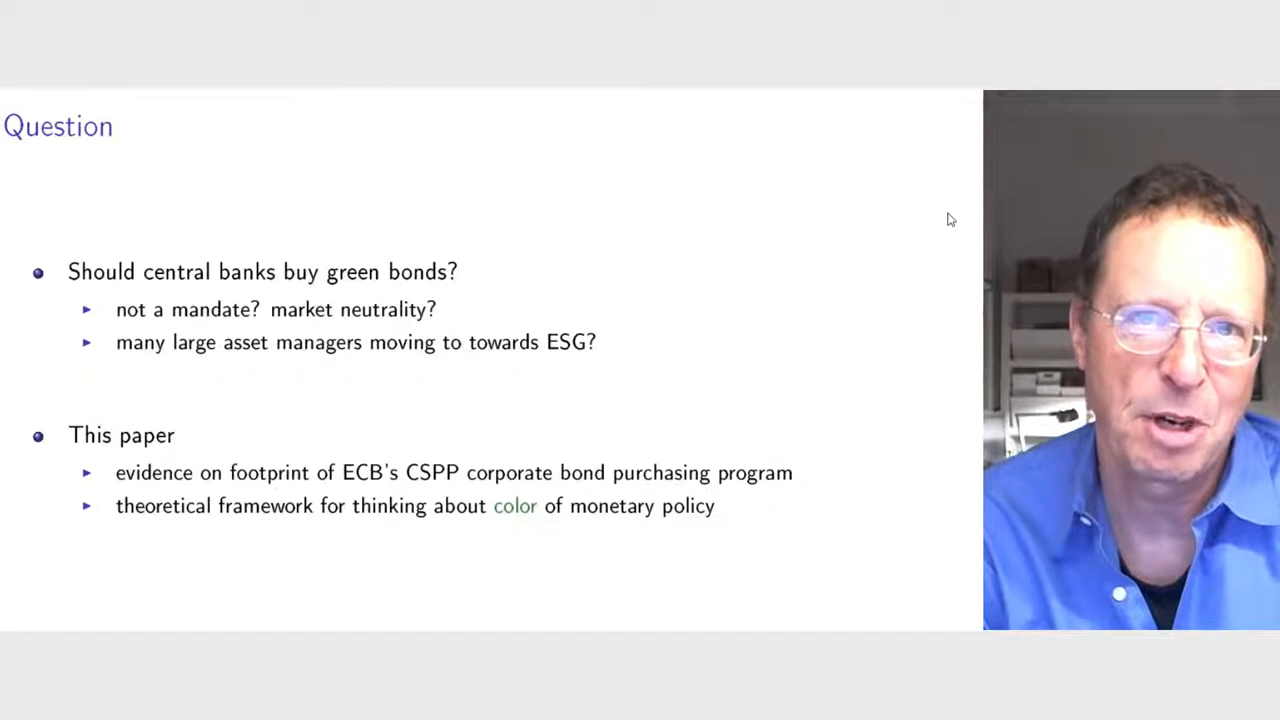 Question
Should central banks buy green bonds?
not a mandate? market neutrality?
many large asset managers moving to towards ESG?
This paper
evidence on footprint of ECB's CSPP corporate bond purchasing program
theoretical framework for thinking about color of monetary policy